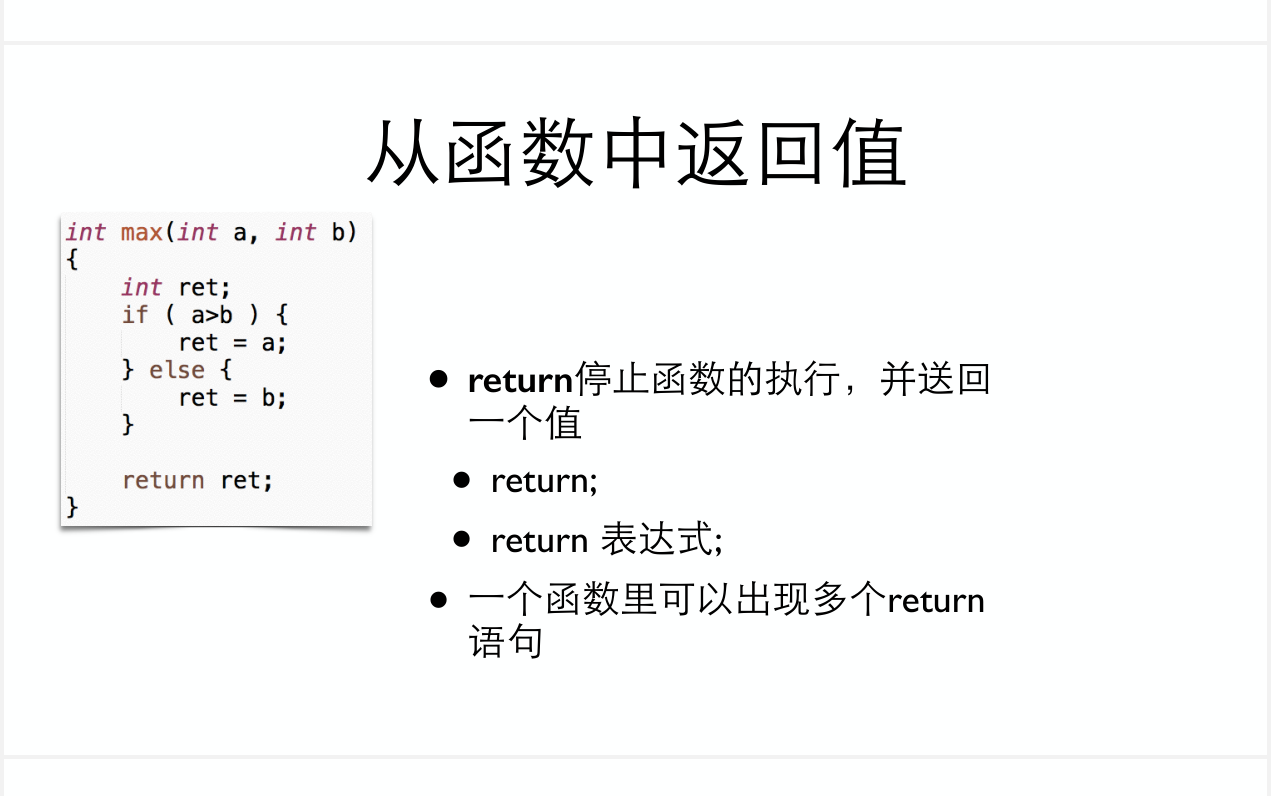 从函数中返回值
int max(int a, int b)
{
    int ret;
    if ( a>b ) {
        ret = a;
    } else {
        ret = b;
    }

    return ret;
}
return停止函数的执行，并送回
一个值
return;
return 表达式;
一个函数里可以出现多个return
语句